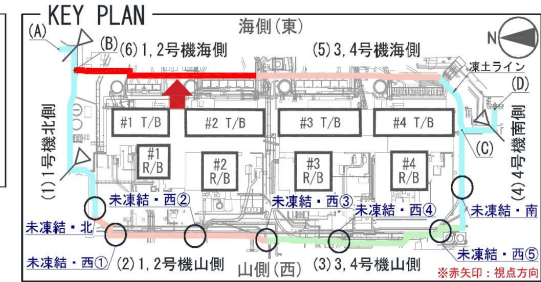 KEY PLAN
海側(東)
N
(A)
(B)
(6)1,2号機海側
(5)3,4号機海側
凍土ライン
(D)
#1 T/B
#2 T/B
#3 T/B
#4 T/B
(C)
(1)1号機北側
(4)4号機南側
#1
R/B
#2
R/B
#3
R/B
#4
R/B
未凍結・西②
未凍結・西③
未凍結・西④
未凍結・南
未凍結・北
未凍結・西①
(2)1,2号機山側
山側(西)
(3)3,4号機山側
未凍結・西⑤
※赤矢印:視点方向